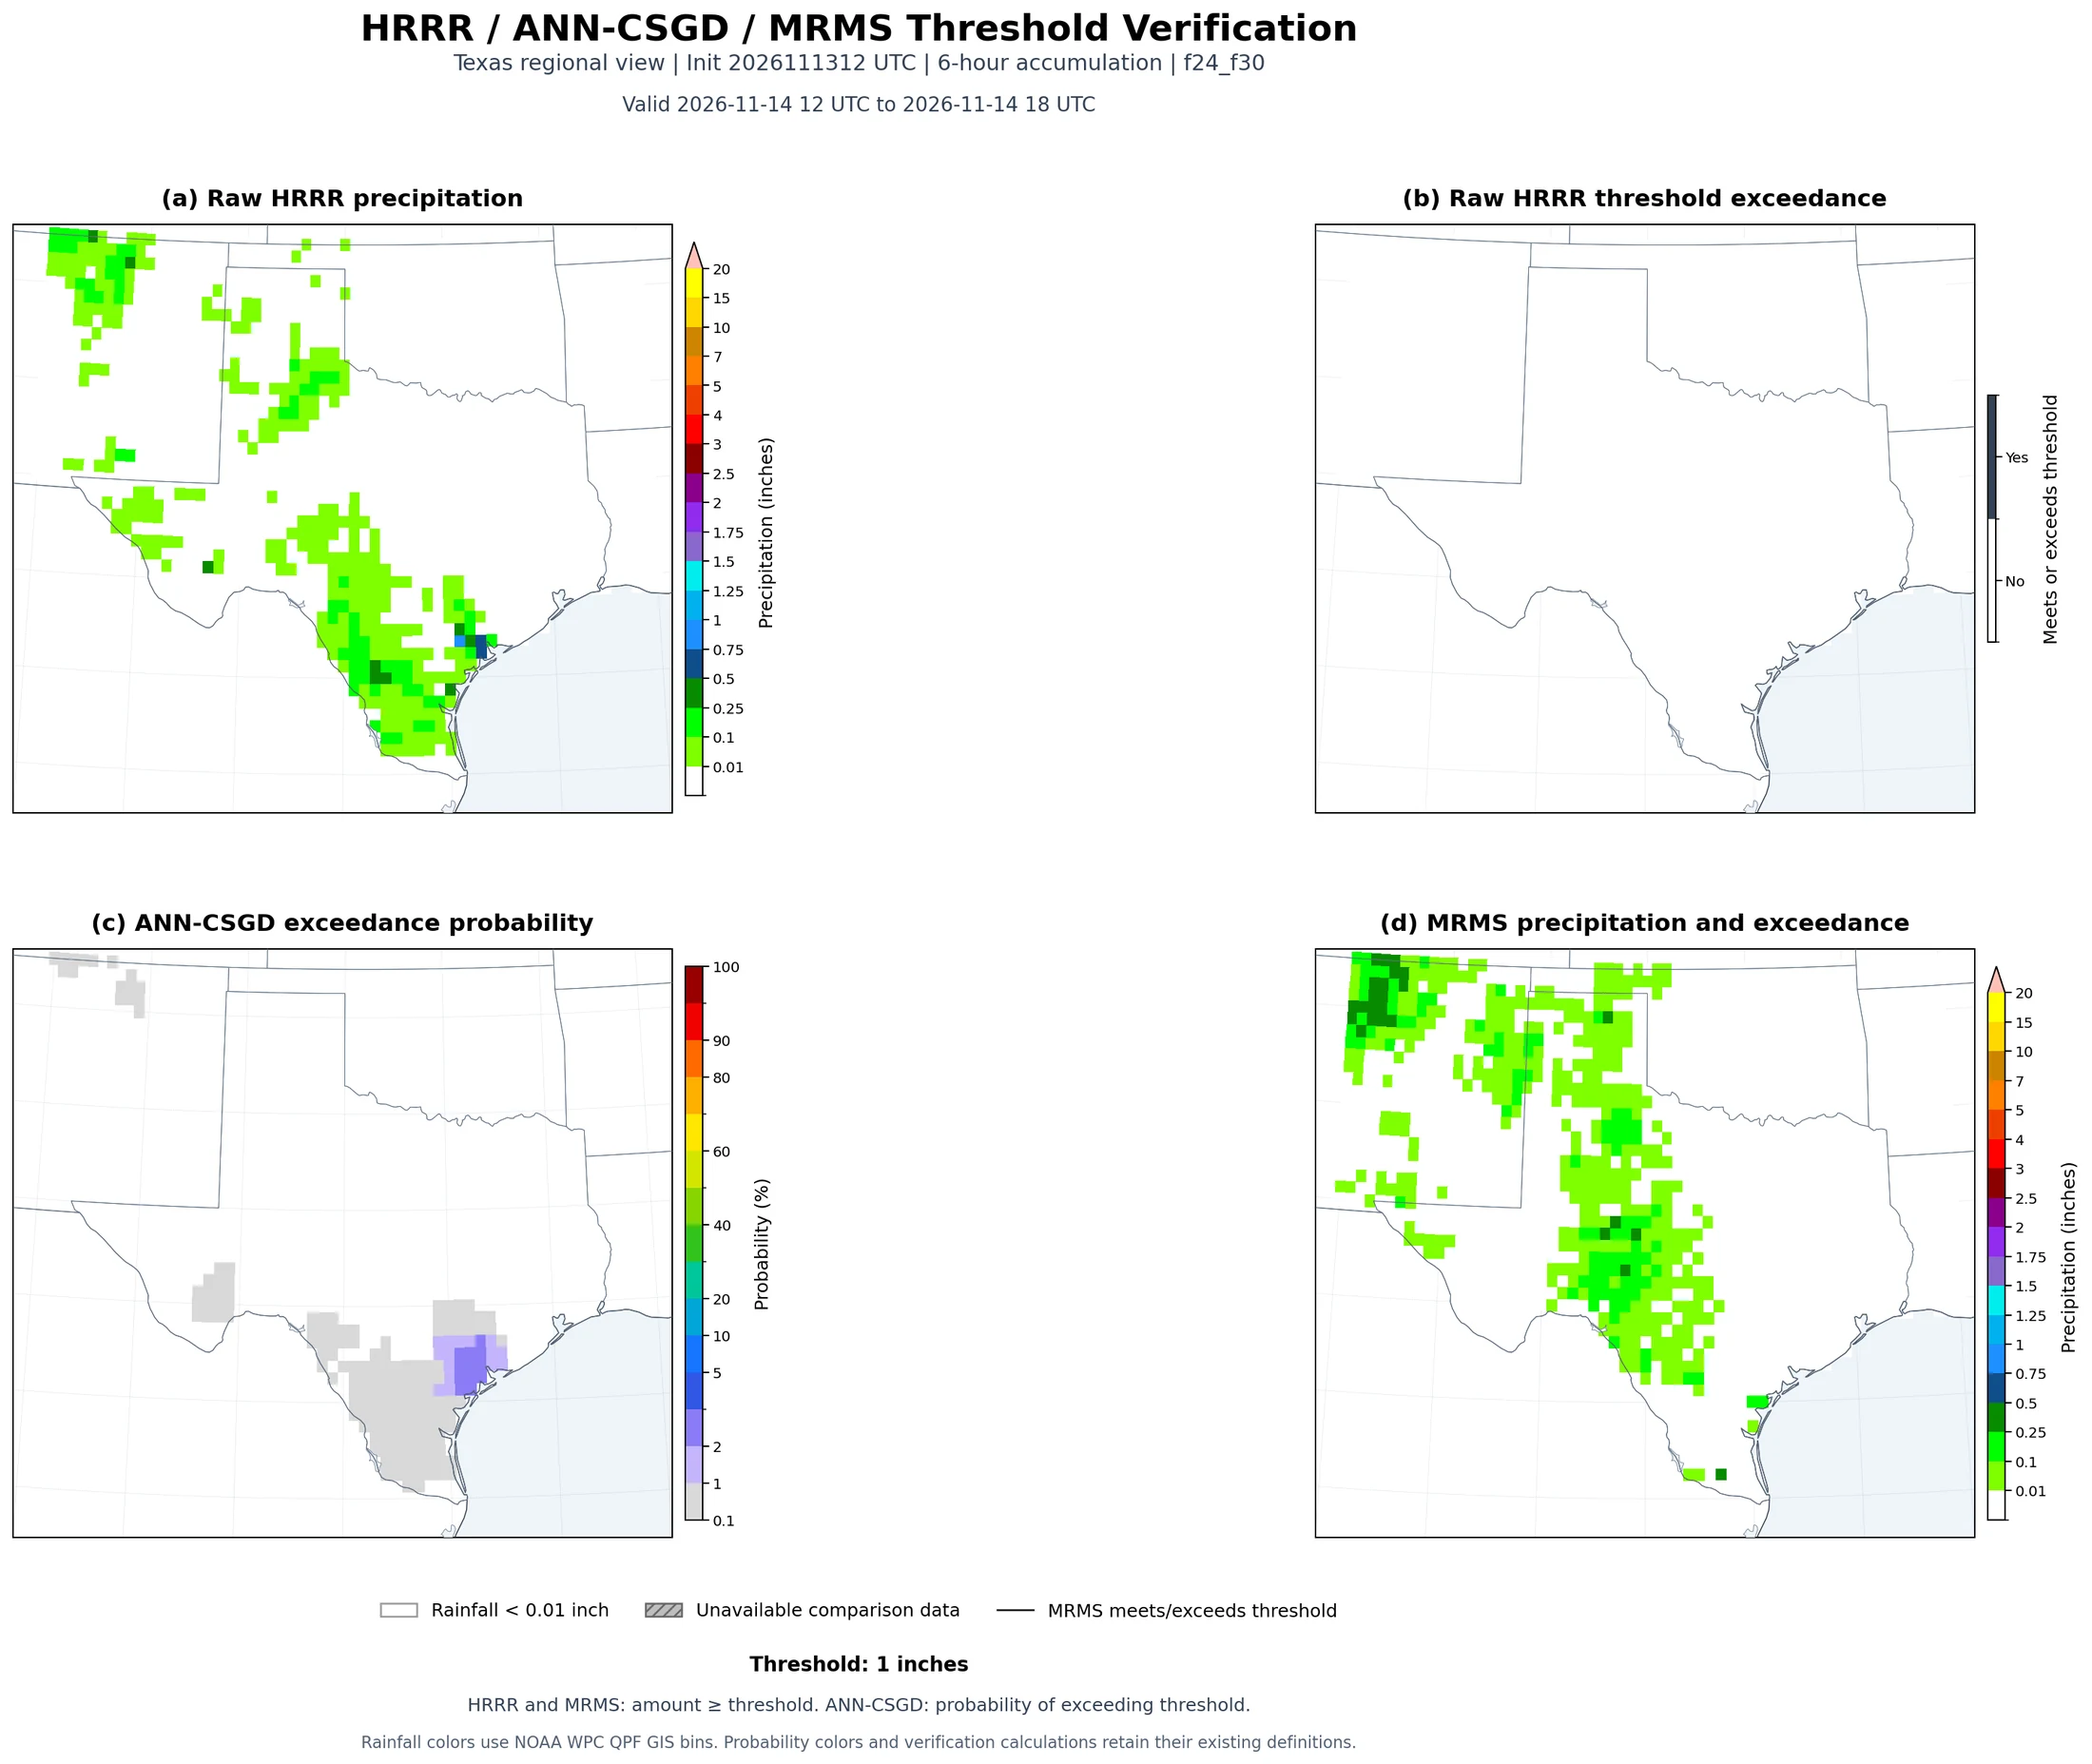 HRRR / ANN-CSGD / MRMS Threshold Verification
Texas regional view | Init 2026111312 UTC | 6-hour accumulation | f24_f30
Valid 2026-11-14 12 UTC to 2026-11-14 18 UTC
(a) Raw HRRR precipitation
20
15
10
7
5
4
3
2.5
2
1.75
1.5
1.25
1
0.75
0.5
0.25
0.1
0.01
Precipitation (inches)
(b) Raw HRRR threshold exceedance
Yes
No
Meets or exceeds threshold
(c) ANN-CSGD exceedance probability
100
90
80
60
40
20
10
5
2
1
0.1
Probability (%)
(d) MRMS precipitation and exceedance
20
15
10
7
5
4
3
2.5
2
1.75
1.5
1.25
1
0.75
0.5
0.25
0.1
0.01
Precipitation (inches)
Rainfall < 0.01 inch
Unavailable comparison data
MRMS meets/exceeds threshold
Threshold: 1 inches
HRRR and MRMS: amount ≥ threshold. ANN-CSGD: probability of exceeding threshold.
Rainfall colors use NOAA WPC QPF GIS bins. Probability colors and verification calculations retain their existing definitions.